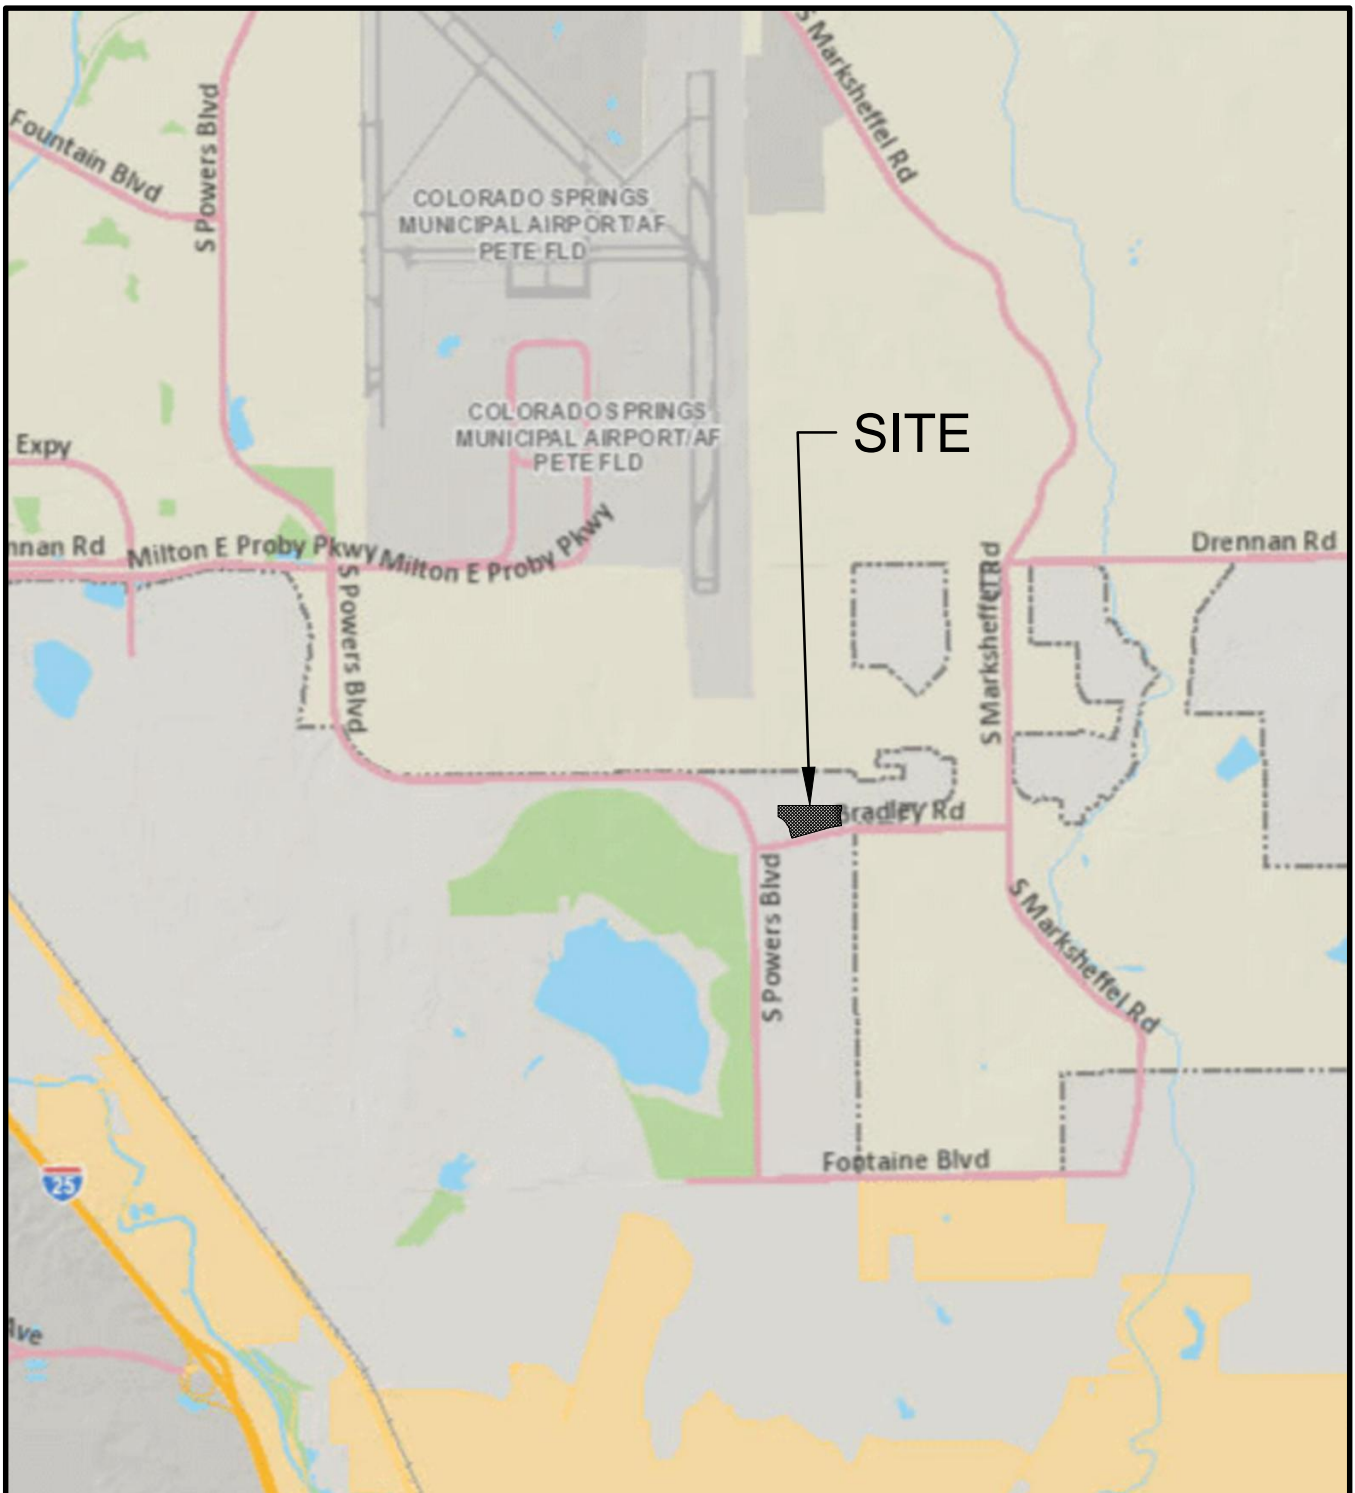 S Marksheffel Rd
Fountain Blvd
S Powers Blvd
COLORADO SPRINGS
MUNICIPAL AIRPORT/AF
PETE FLD
COLORADO SPRINGS
MUNICIPAL AIRPORT/AF
PETE FLD
SITE
Expy
nnan Rd
Milton E Proby Pkwy
Milton E Proby Pkwy
Drennan Rd
S Powers Blvd
S Marksheffel Rd
Bradley Rd
S Powers Blvd
S Marksheffel Rd
Fontaine Blvd
25
Ave